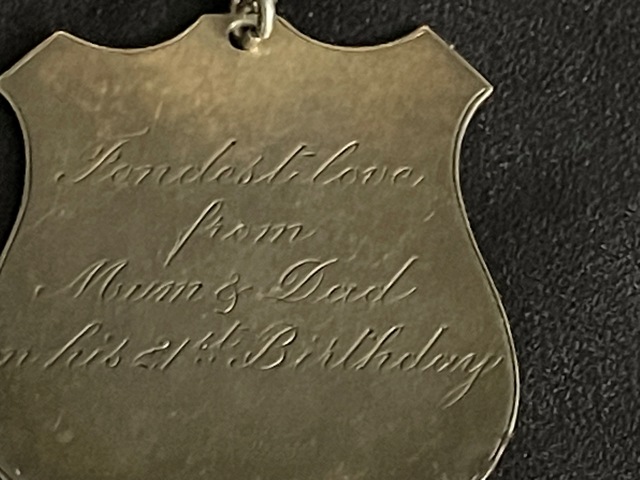 Fondest love,
from
Mum & Dad
n his 21st Birthday